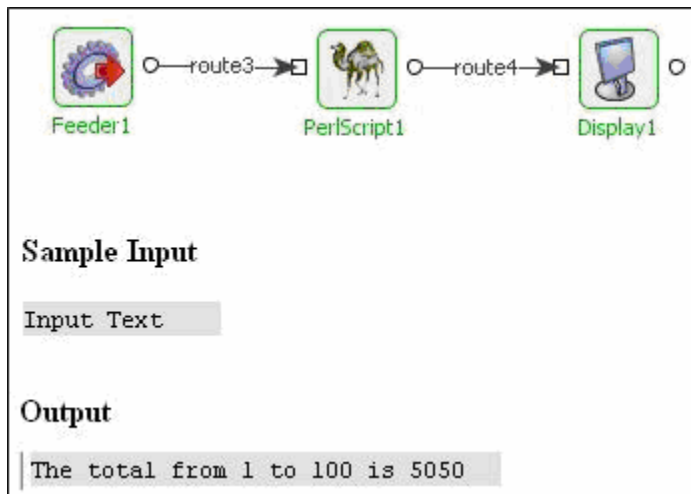 route3
route4
Feeder1
PerlScript1
Display1
Sample Input
Input Text
Output
The total from 1 to 100 is 5050